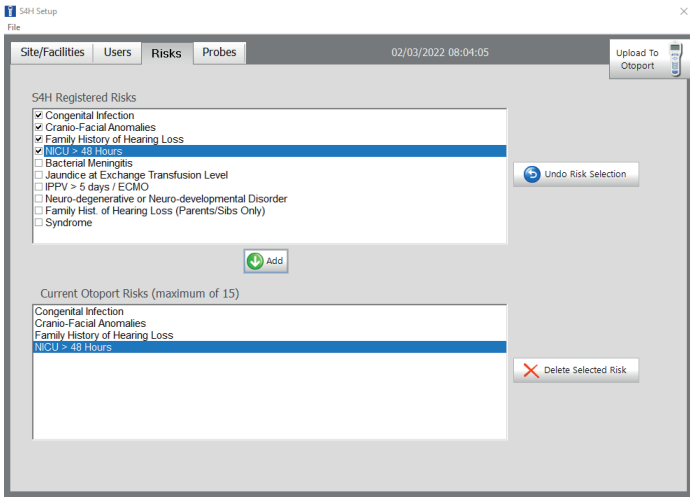 S4H Setup
File
Site/Facilities Users Risks Probes 02/03/2022 08:04:05 Upload To
Otoport
S4H Registered Risks
Congenital Infection
Cranio-Facial Anomalies
Family History of Hearing Loss
NICU > 48 Hours
Bacterial Meningitis
Jaundice at Exchange Transfusion Level
IPPV > 5 days / ECMO
Neuro-degenerative or Neuro-developmental Disorder
Family Hist. of Hearing Loss (Parents/Sibs Only)
Syndrome
Undo Risk Selection
Add
Current Otoport Risks (maximum of 15)
Congenital Infection
Cranio-Facial Anomalies
Family History of Hearing Loss
NICU > 48 Hours
Delete Selected Risk